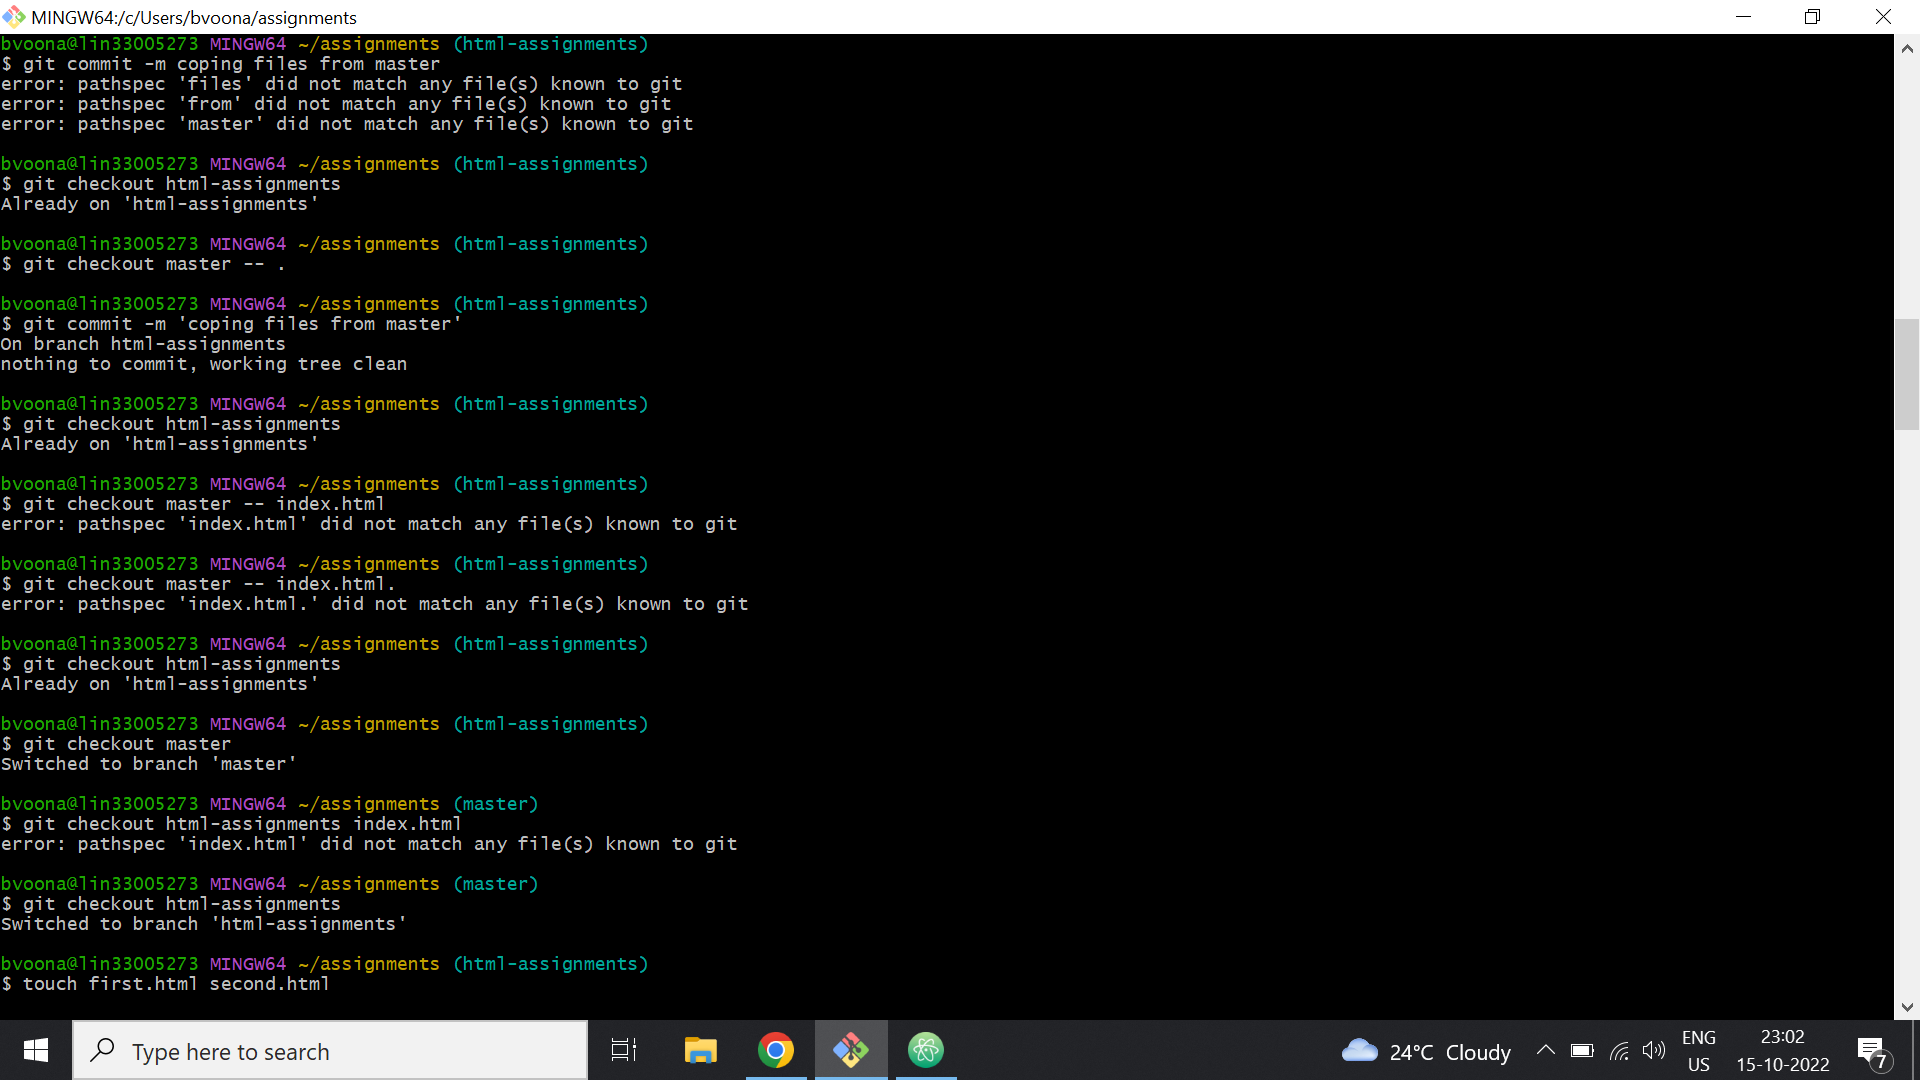 MINGW64:/c/Users/bvoona/assignments
bvoona@lin33005273 MINGW64 ~/assignments (html-assignments)
$ git commit -m coping files from master
error: pathspec 'files' did not match any file(s) known to git
error: pathspec 'from' did not match any file(s) known to git
error: pathspec 'master' did not match any file(s) known to git
bvoona@lin33005273 MINGW64 ~/assignments (html-assignments)
$ git checkout html-assignments
Already on 'html-assignments'
bvoona@lin33005273 MINGW64 ~/assignments (html-assignments)
$ git checkout master -- .
bvoona@lin33005273 MINGW64 ~/assignments (html-assignments)
$ git commit -m 'coping files from master'
On branch html-assignments
nothing to commit, working tree clean
bvoona@lin33005273 MINGW64 ~/assignments (html-assignments)
$ git checkout html-assignments
Already on 'html-assignments'
bvoona@lin33005273 MINGW64 ~/assignments (html-assignments)
$ git checkout master -- index.html
error: pathspec 'index.html' did not match any file(s) known to git
bvoona@lin33005273 MINGW64 ~/assignments (html-assignments)
$ git checkout master -- index.html.
error: pathspec 'index.html.' did not match any file(s) known to git
bvoona@lin33005273 MINGW64 ~/assignments (html-assignments)
$ git checkout html-assignments
Already on 'html-assignments'
bvoona@lin33005273 MINGW64 ~/assignments (html-assignments)
$ git checkout master
Switched to branch 'master'
bvoona@lin33005273 MINGW64 ~/assignments (master)
$ git checkout html-assignments index.html
error: pathspec 'index.html' did not match any file(s) known to git
bvoona@lin33005273 MINGW64 ~/assignments (master)
$ git checkout html-assignments
Switched to branch 'html-assignments'
bvoona@lin33005273 MINGW64 ~/assignments (html-assignments)
$ touch first.html second.html
Type here to search
24°C Cloudy
ENG
US
23:02
15-10-2022
7